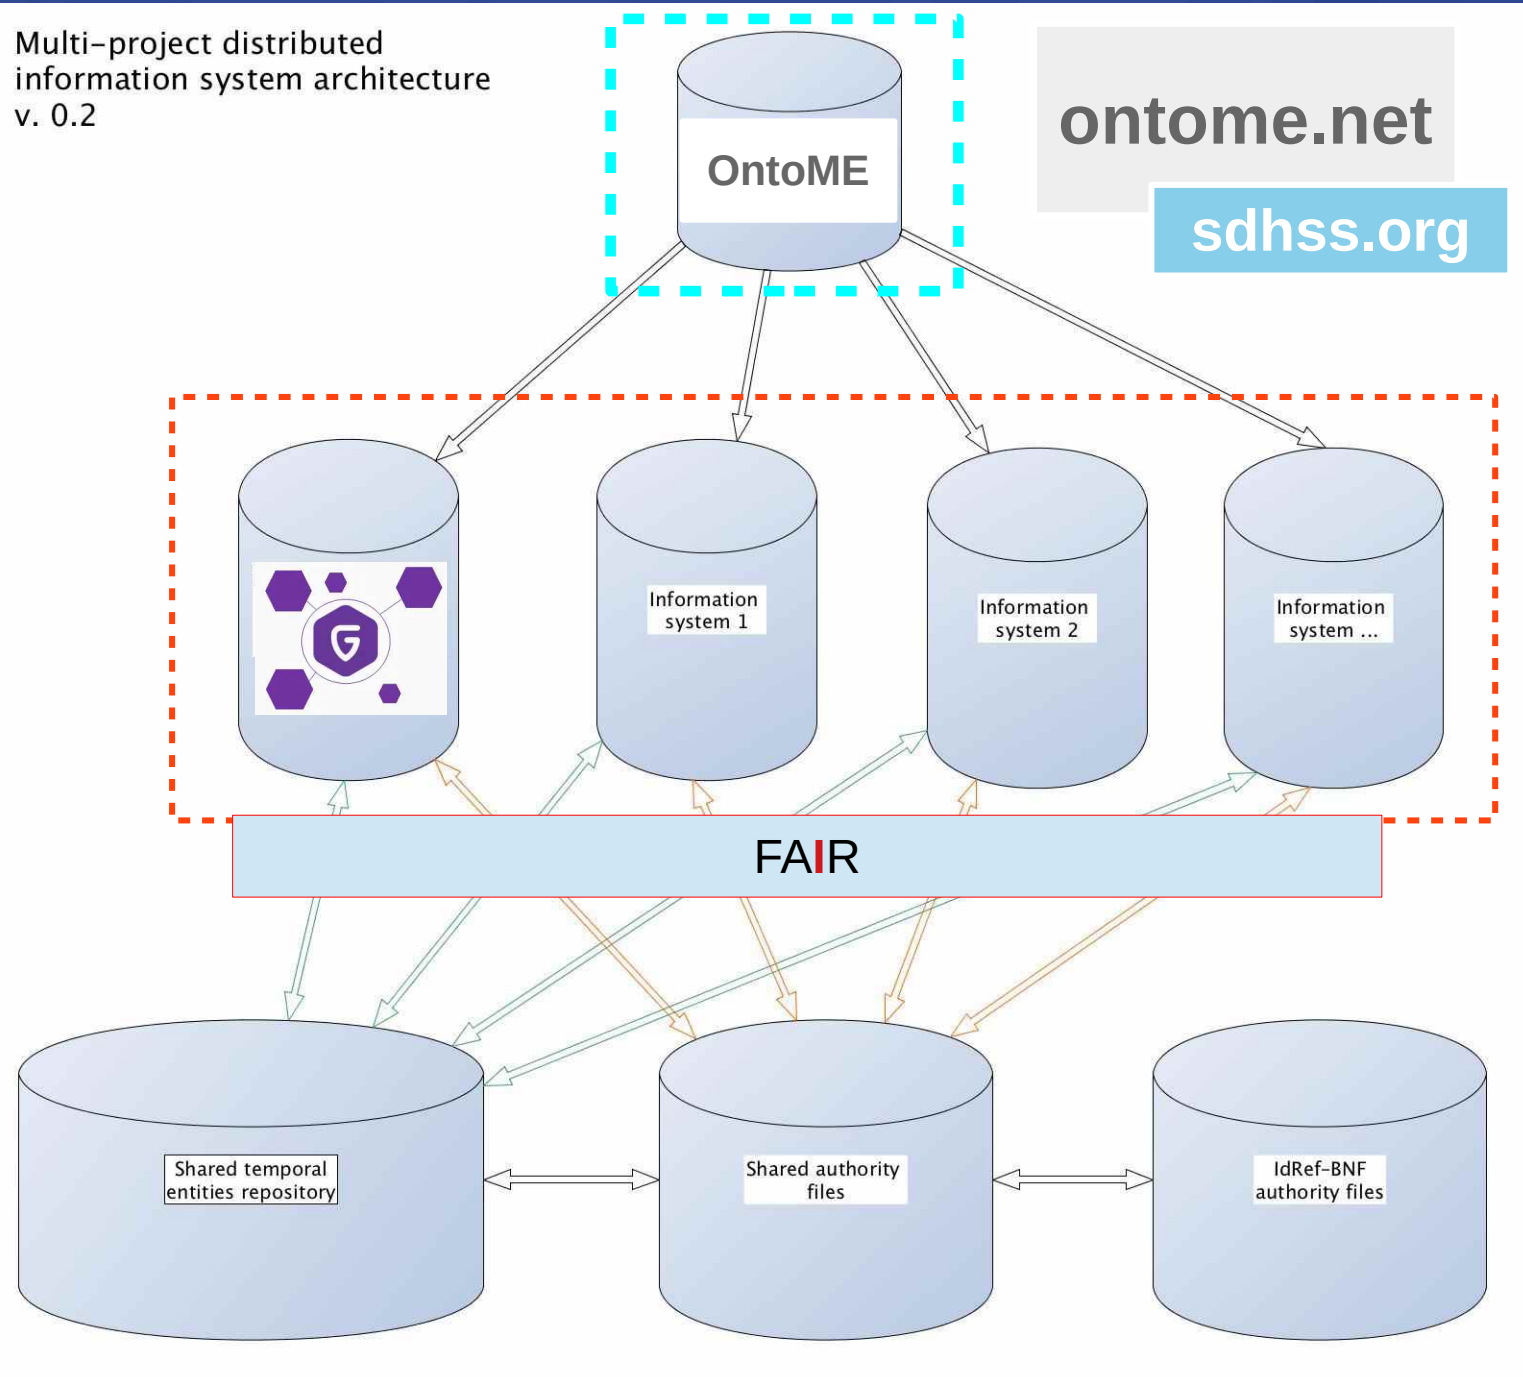 Multi-project distributed
information system architecture
v. 0.2
OntoME
ontome.net
sdhss.org
G
Information
system 1
Information
system 2
Information
system ...
FAIR
Shared temporal
entities repository
Shared authority
files
IdRef-BNF
authority files